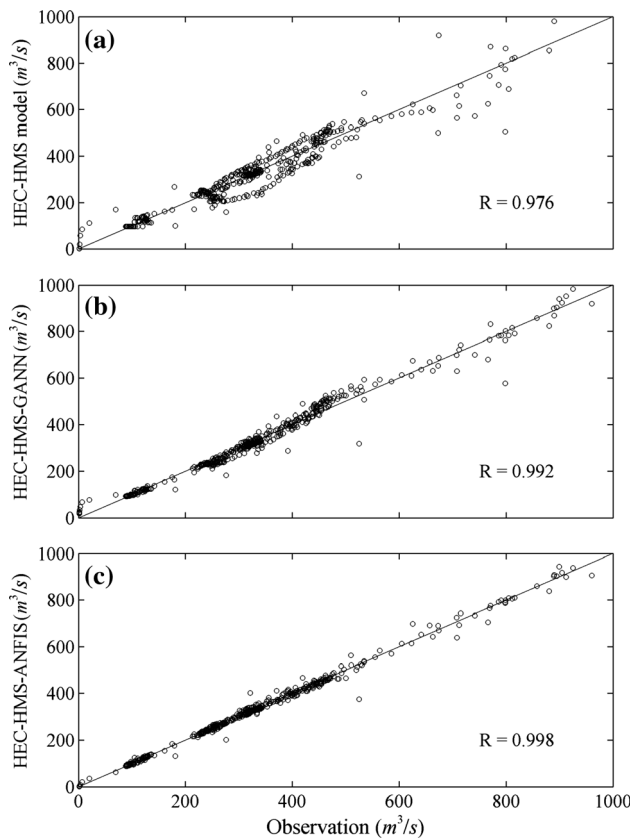 (a)
HEC-HMS model (m³/s)
1000
800
600
400
200
0
R = 0.976
(b)
HEC-HMS-GANN (m³/s)
1000
800
600
400
200
0
R = 0.992
(c)
HEC-HMS-ANFIS (m³/s)
1000
800
600
400
200
0
R = 0.998
0 200 400 600 800 1000
Observation (m³/s)